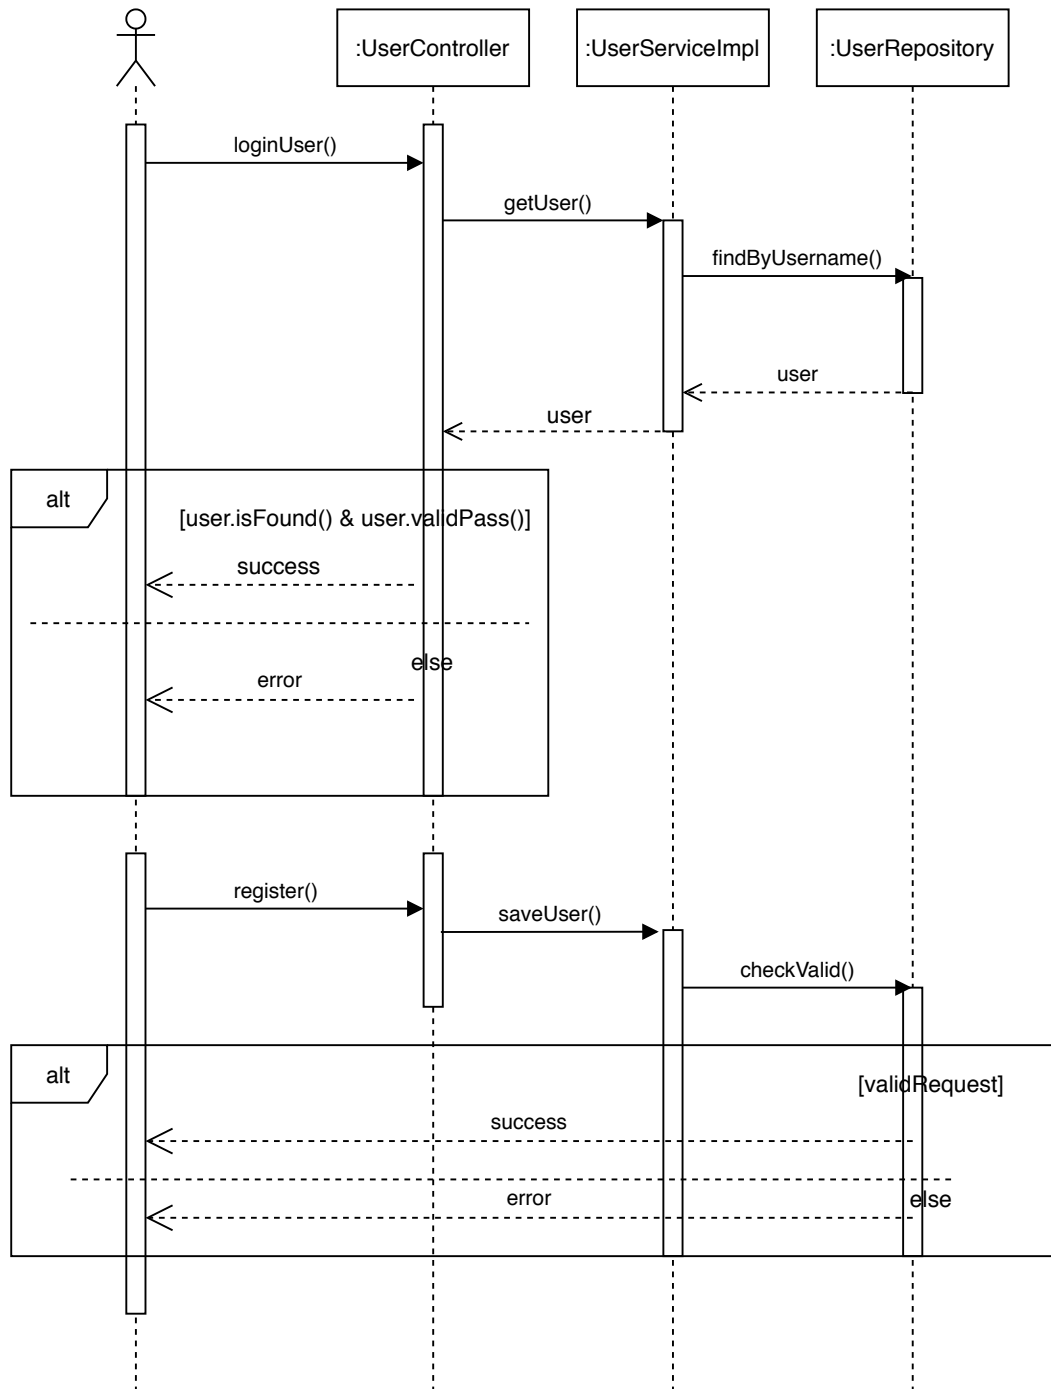 :UserController
:UserServiceImpl
:UserRepository
loginUser()
getUser()
findByUsername()
user
user
alt
[user.isFound() & user.validPass()]
success
else
error
register()
saveUser()
checkValid()
alt
[validRequest]
success
error
else